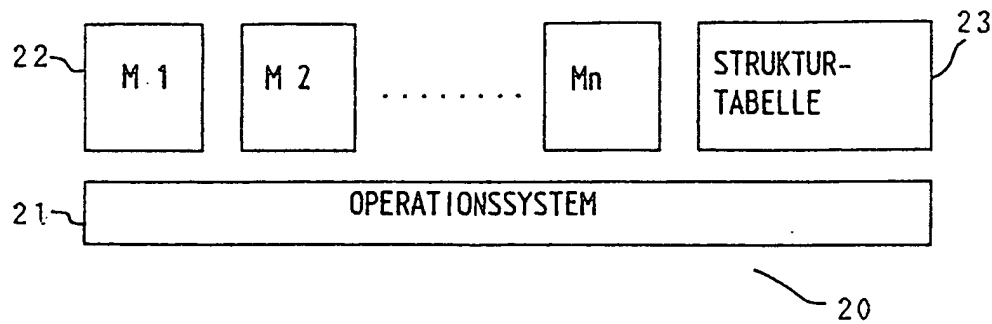 22 M 1 M 2 ........ Mn STRUKTUR- 23
TABELLE
21 OPERATIONSSYSTEM
20